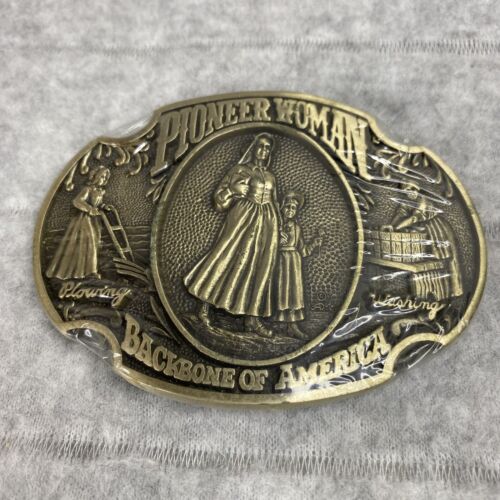 PIONEER WOMAN
Plowing
Washing
BACKBONE OF AMERICA